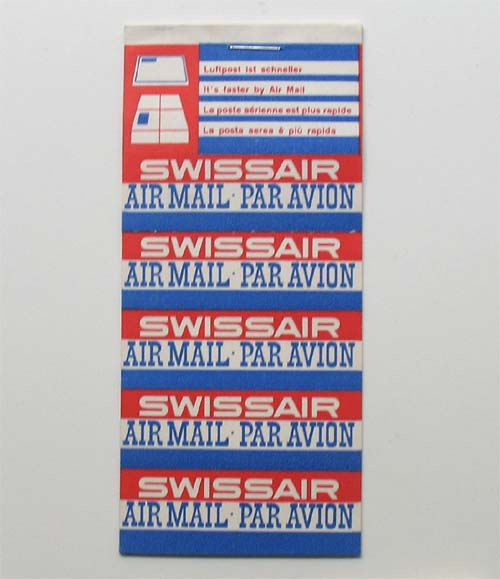 Luftpost ist schneller
It's faster by Air Mail
La poste aérienne est plus rapide
La posta aerea è più rapida
SWISSAIR
AIR MAIL · PAR AVION
SWISSAIR
AIR MAIL · PAR AVION
SWISSAIR
AIR MAIL · PAR AVION
SWISSAIR
AIR MAIL · PAR AVION
SWISSAIR
AIR MAIL · PAR AVION